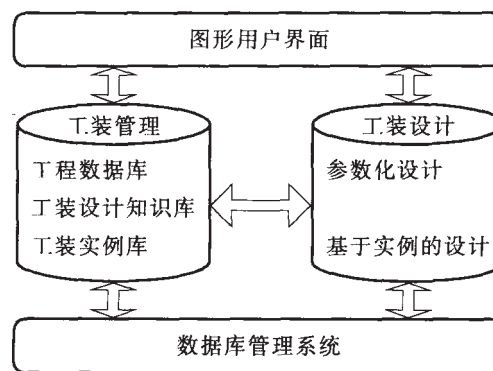 图形用户界面
工装管理
工程数据库
工装设计知识库
工装实例库
工装设计
参数化设计
基于实例的设计
数据库管理系统